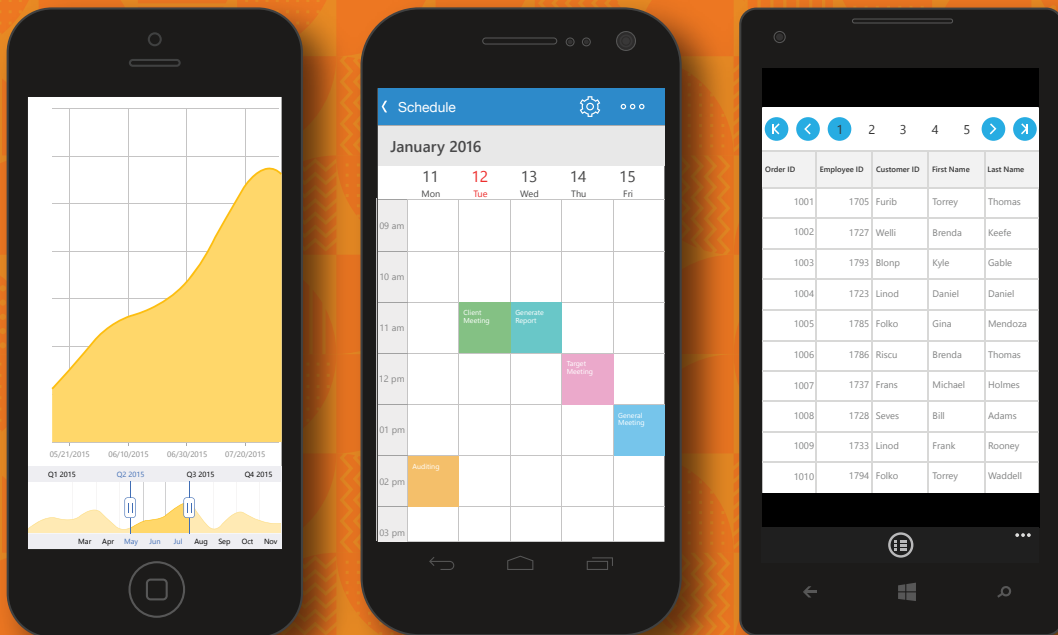 05/21/2015 06/10/2015 06/30/2015 07/20/2015
Q1 2015 Q2 2015 Q3 2015 Q4 2015
Mar Apr May Jun Jul Aug Sep Oct Nov
Schedule
January 2016
11 12 13 14 15
Mon Tue Wed Thu Fri
09 am
10 am
Client Generate
Meeting Report
11 am
Target
Meeting
12 pm
General
Meeting
01 pm
Auditing
02 pm
03 pm
1 2 3 4 5
Order ID Employee ID Customer ID First Name Last Name
1001 1705 Furib Torrey Thomas
1002 1727 Welli Brenda Keefe
1003 1793 Blonp Kyle Gable
1004 1723 Linod Daniel Daniel
1005 1785 Folko Gina Mendoza
1006 1786 Riscu Brenda Thomas
1007 1737 Frans Michael Holmes
1008 1728 Seves Bill Adams
1009 1733 Linod Frank Rooney
1010 1794 Folko Torrey Waddell